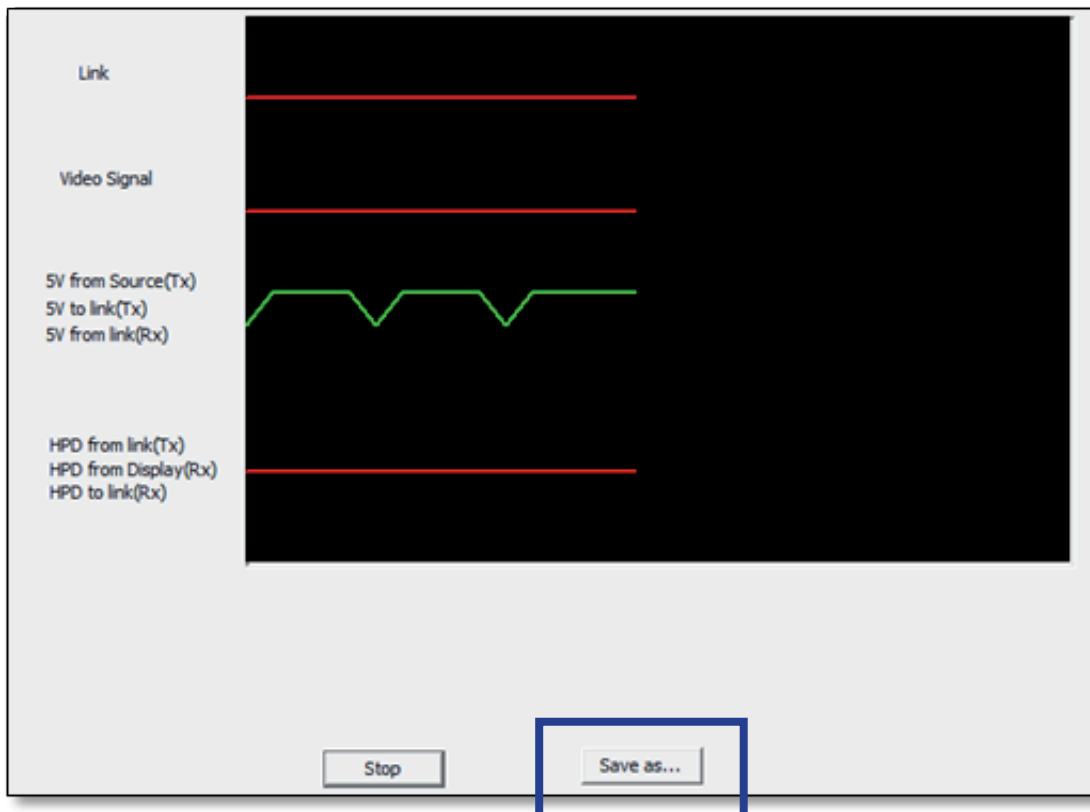 Link
Video Signal
5V from Source(Tx)
5V to link(Tx)
5V from link(Rx)
HPD from link(Tx)
HPD from Display(Rx)
HPD to link(Rx)
Stop
Save as...